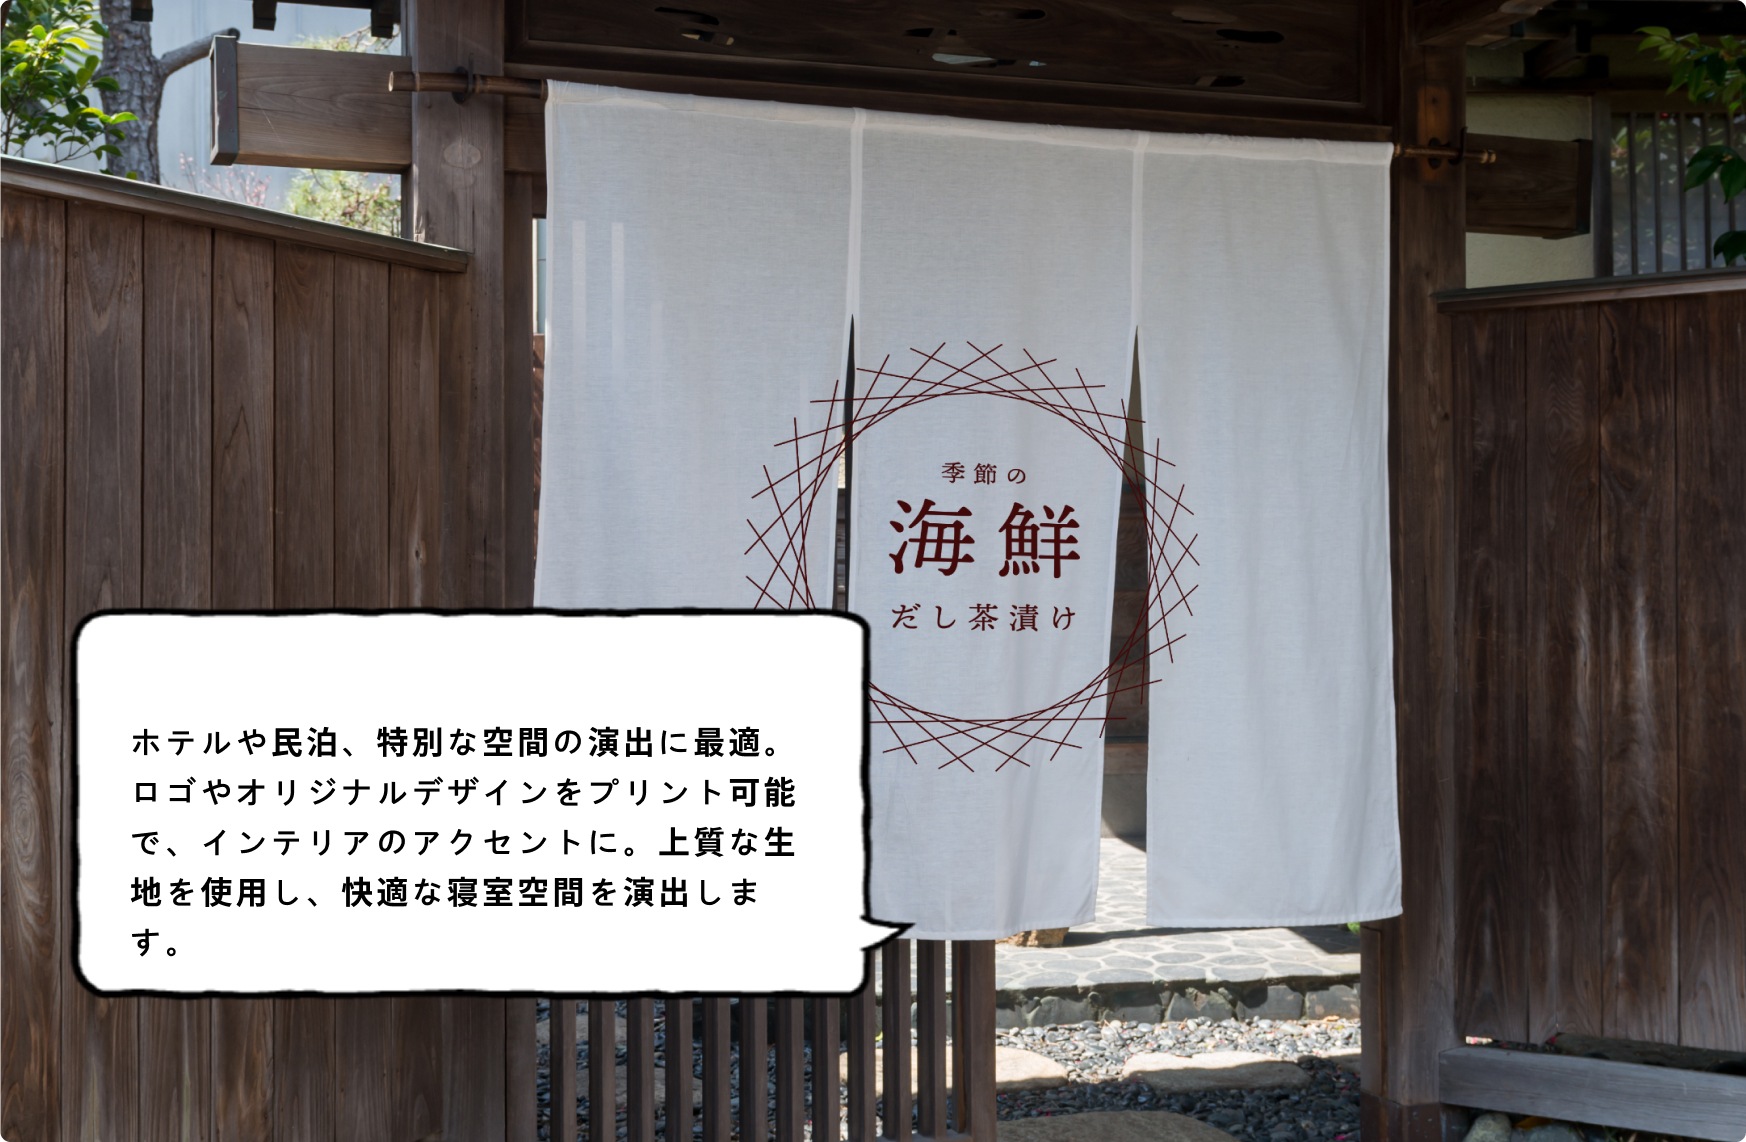 季節の
海鮮
だし茶漬け
ホテルや民泊、特別な空間の演出に最適。
ロゴやオリジナルデザインをプリント可能
で、インテリアのアクセントに。上質な生
地を使用し、快適な寝室空間を演出しま
す。